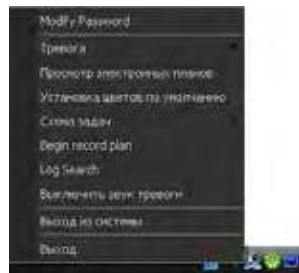 Modify Password
Тревога
Просмотр электронных планов
Установка цветов по умолчанию
Схема задач
Begin record plan
Log Search
Выключить звук тревоги
Выход из системы
Выход